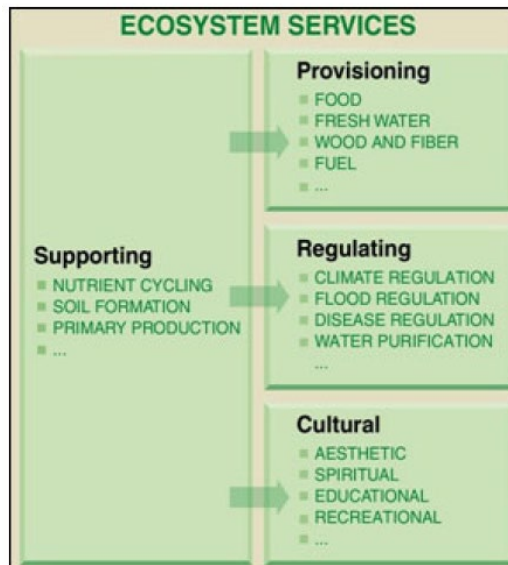 ECOSYSTEM SERVICES
Supporting
NUTRIENT CYCLING
SOIL FORMATION
PRIMARY PRODUCTION
...
Provisioning
FOOD
FRESH WATER
WOOD AND FIBER
FUEL
...
Regulating
CLIMATE REGULATION
FLOOD REGULATION
DISEASE REGULATION
WATER PURIFICATION
...
Cultural
AESTHETIC
SPIRITUAL
EDUCATIONAL
RECREATIONAL
...